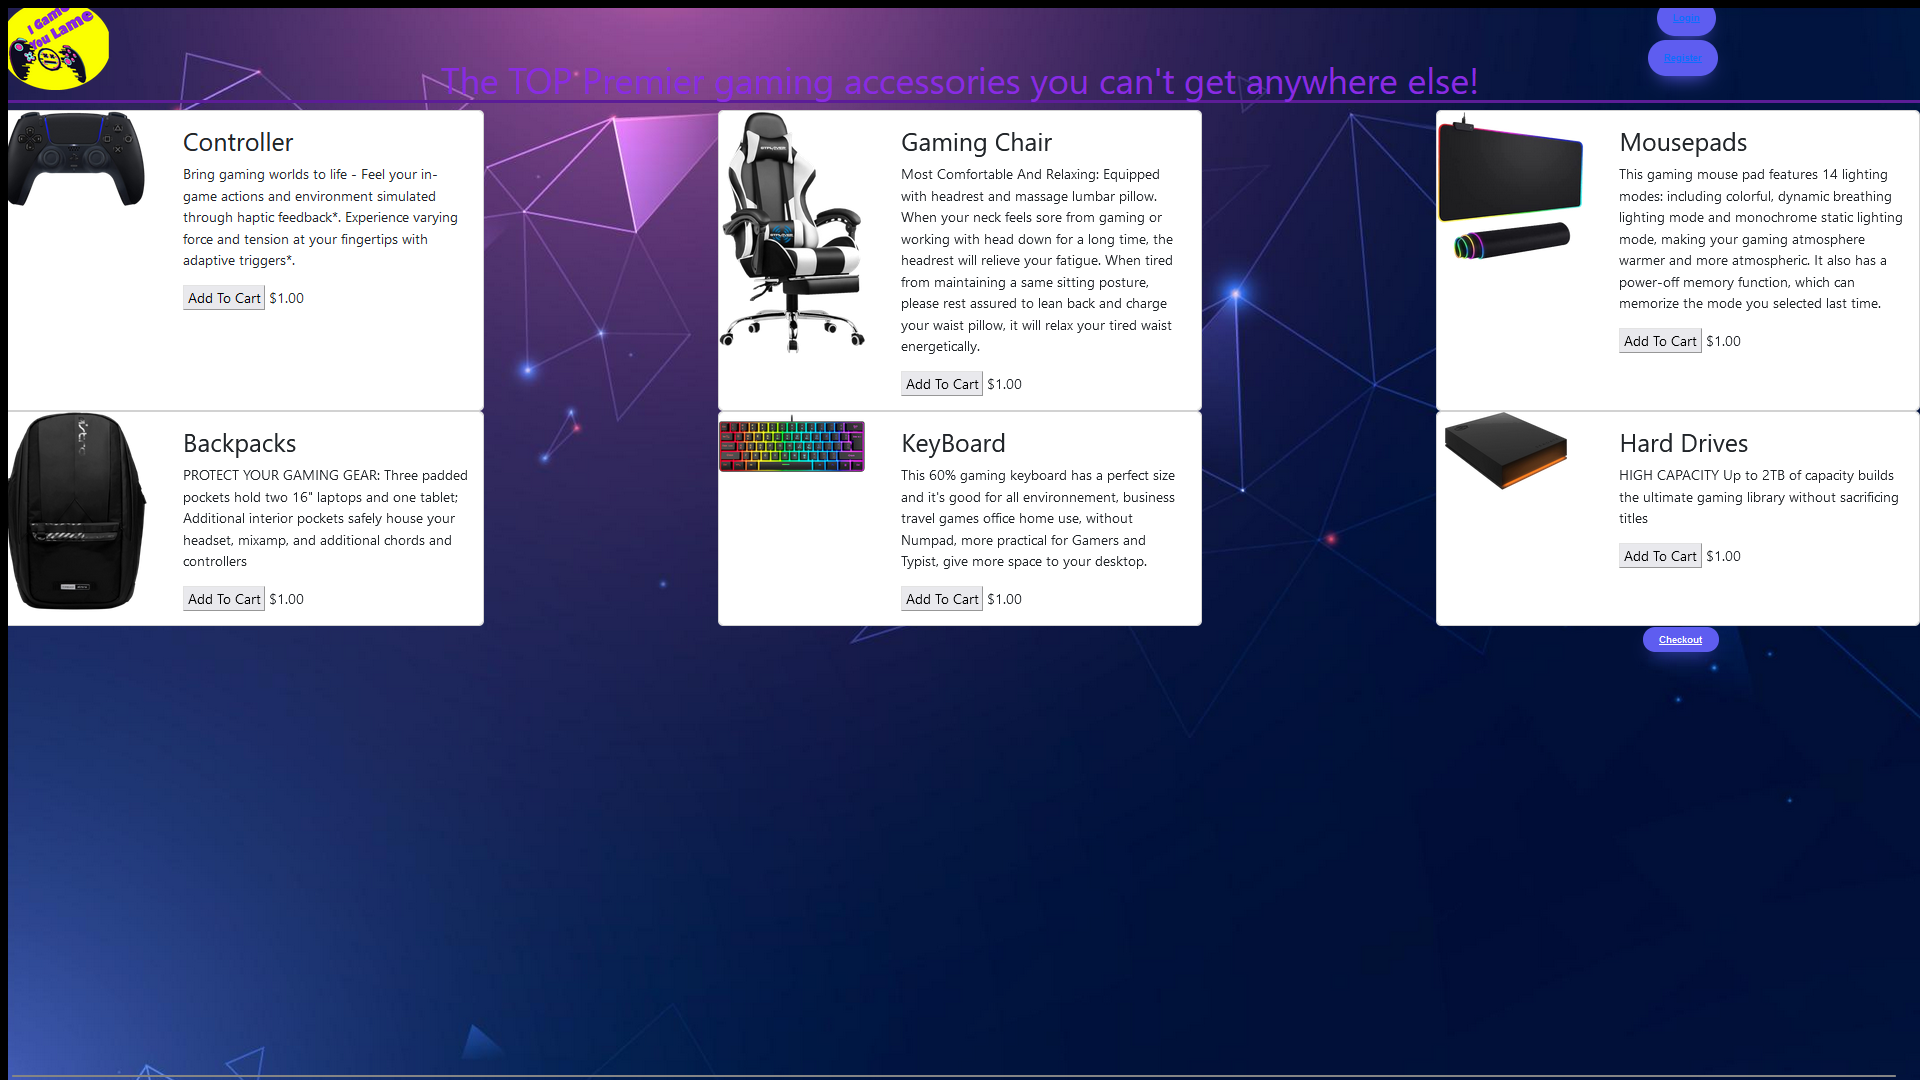 I Game
You Lame
Login
Register
The TOP Premier gaming accessories you can't get anywhere else!
Controller
Bring gaming worlds to life - Feel your in-
game actions and environment simulated
through haptic feedback*. Experience varying
force and tension at your fingertips with
adaptive triggers*.
Add To Cart $1.00
Gaming Chair
Most Comfortable And Relaxing: Equipped
with headrest and massage lumbar pillow.
When your neck feels sore from gaming or
working with head down for a long time, the
headrest will relieve your fatigue. When tired
from maintaining a same sitting posture,
please rest assured to lean back and charge
your waist pillow, it will relax your tired waist
energetically.
Add To Cart $1.00
Mousepads
This gaming mouse pad features 14 lighting
modes: including colorful, dynamic breathing
lighting mode and monochrome static lighting
mode, making your gaming atmosphere
warmer and more atmospheric. It also has a
power-off memory function, which can
memorize the mode you selected last time.
Add To Cart $1.00
Backpacks
PROTECT YOUR GAMING GEAR: Three padded
pockets hold two 16" laptops and one tablet;
Additional interior pockets safely house your
headset, mixamp, and additional chords and
controllers
Add To Cart $1.00
KeyBoard
This 60% gaming keyboard has a perfect size
and it's good for all environnement, business
travel games office home use, without
Numpad, more practical for Gamers and
Typist, give more space to your desktop.
Add To Cart $1.00
Hard Drives
HIGH CAPACITY Up to 2TB of capacity builds
the ultimate gaming library without sacrificing
titles
Add To Cart $1.00
Checkout